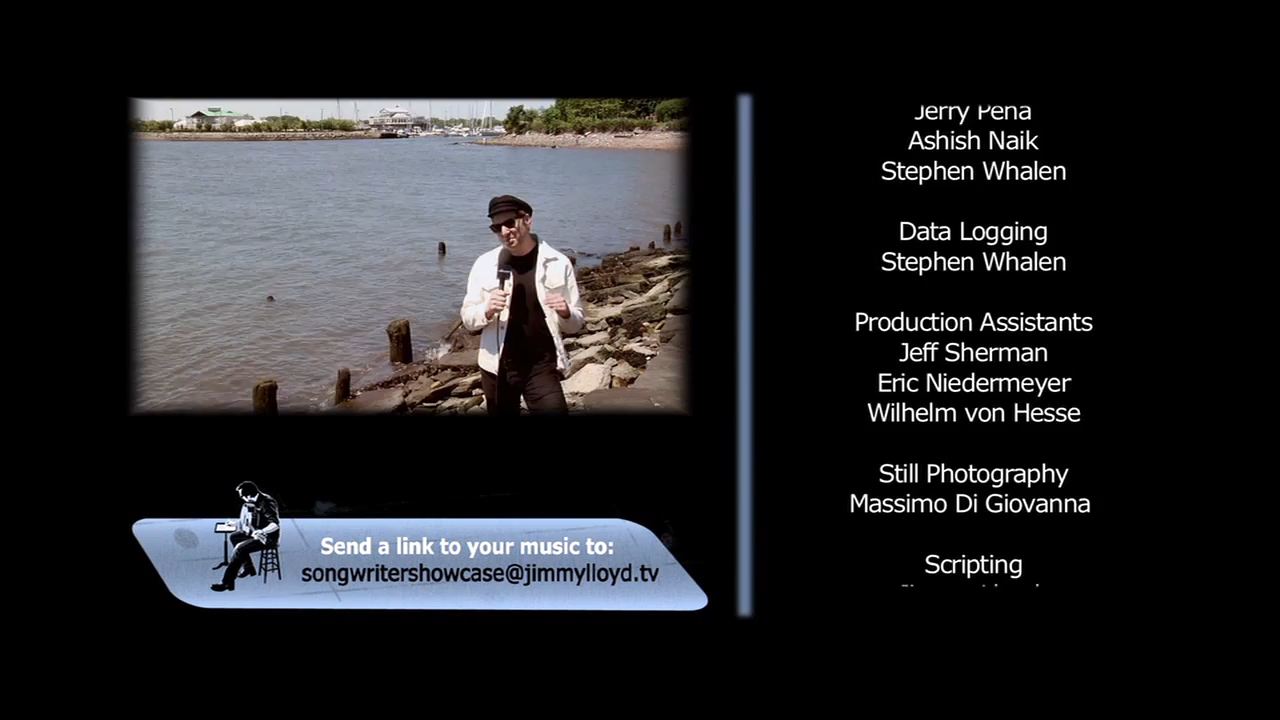 Jerry Pena
Ashish Naik
Stephen Whalen
Data Logging
Stephen Whalen
Production Assistants
Jeff Sherman
Eric Niedermeyer
Wilhelm von Hesse
Still Photography
Massimo Di Giovanna
Scripting
Send a link to your music to:
songwritershowcase@jimmylloyd.tv